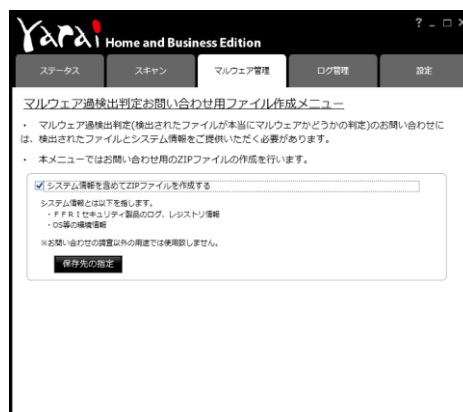 Yarai Home and Business Edition
? _ □ ×
ステータス
スキャン
マルウェア管理
ログ管理
設定
マルウェア過検出判定お問い合わせ用ファイル作成メニュー
・ マルウェア過検出判定(検出されたファイルが本当にマルウェアかどうかの判定)のお問い合わせに
は、検出されたファイルとシステム情報をご提供いただく必要があります。
・ 本メニューではお問い合わせ用のZIPファイルの作成を行います。
システム情報を含めてZIPファイルを作成する
システム情報とは以下を指します。
・FFRIセキュリティ製品のログ、レジストリ情報
・OS等の環境情報
※お問い合わせの調査以外の用途では使用致しません。
保存先の指定